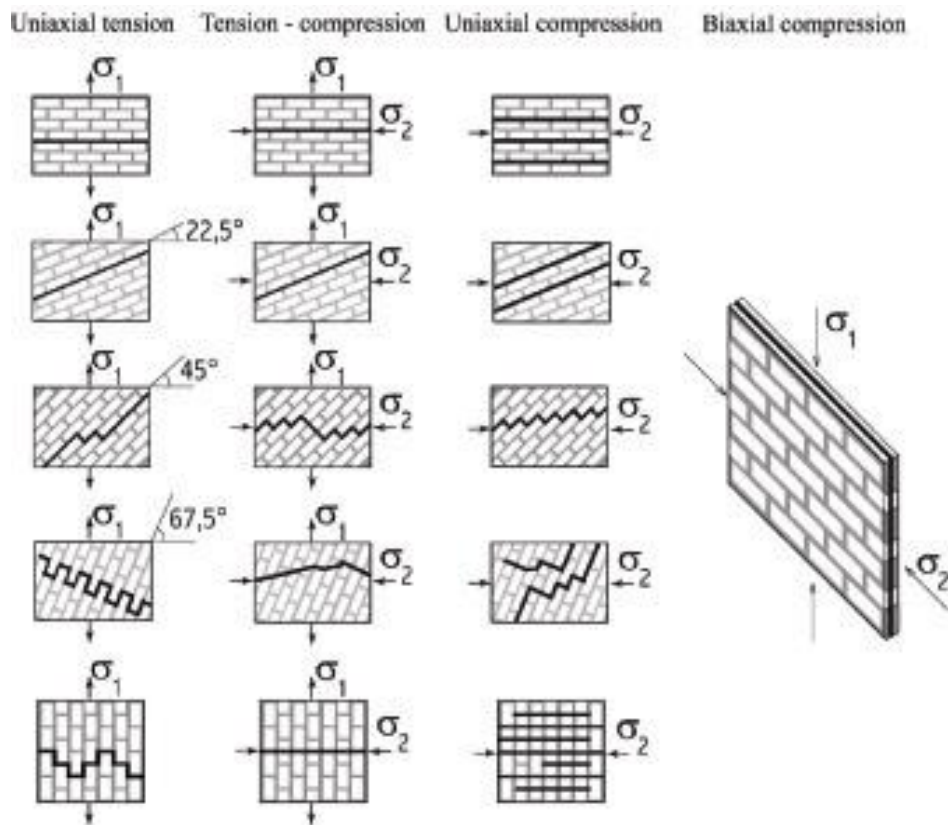 Uniaxial tension Tension - compression Uniaxial compression Biaxial compression
σ1 σ1
σ2 σ2
σ1 22,5° σ1
σ2 σ2
σ1
σ1 45° σ1
σ2 σ2
σ1 67,5° σ1
σ2 σ2
σ2
σ1 σ1
σ2 σ2